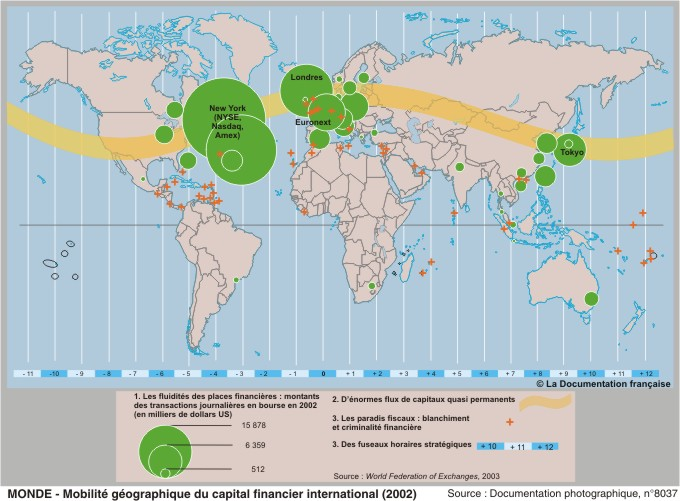 Londres
New York
(NYSE,
Nasdaq,
Amex)
Euronext
Tokyo
- 11 -10 - 9 - 8 - 7 - 6 - 5 - 4 - 3 - 2 - 1 0 + 1 + 2 + 3 + 4 + 5 + 6 + 7 + 8 + 9 + 10 + 11 + 12
© La Documentation française
1. Les fluidités des places financières : montants
des transactions journalières en bourse en 2002
(en milliers de dollars US)
15 878
6 359
512
2. D'énormes flux de capitaux quasi permanents
3. Les paradis fiscaux : blanchiment
et criminalité financière
3. Des fuseaux horaires stratégiques
+ 10 + 11 + 12
Source : World Federation of Exchanges, 2003
MONDE - Mobilité géographique du capital financier international (2002)
Source : Documentation photographique, n°8037